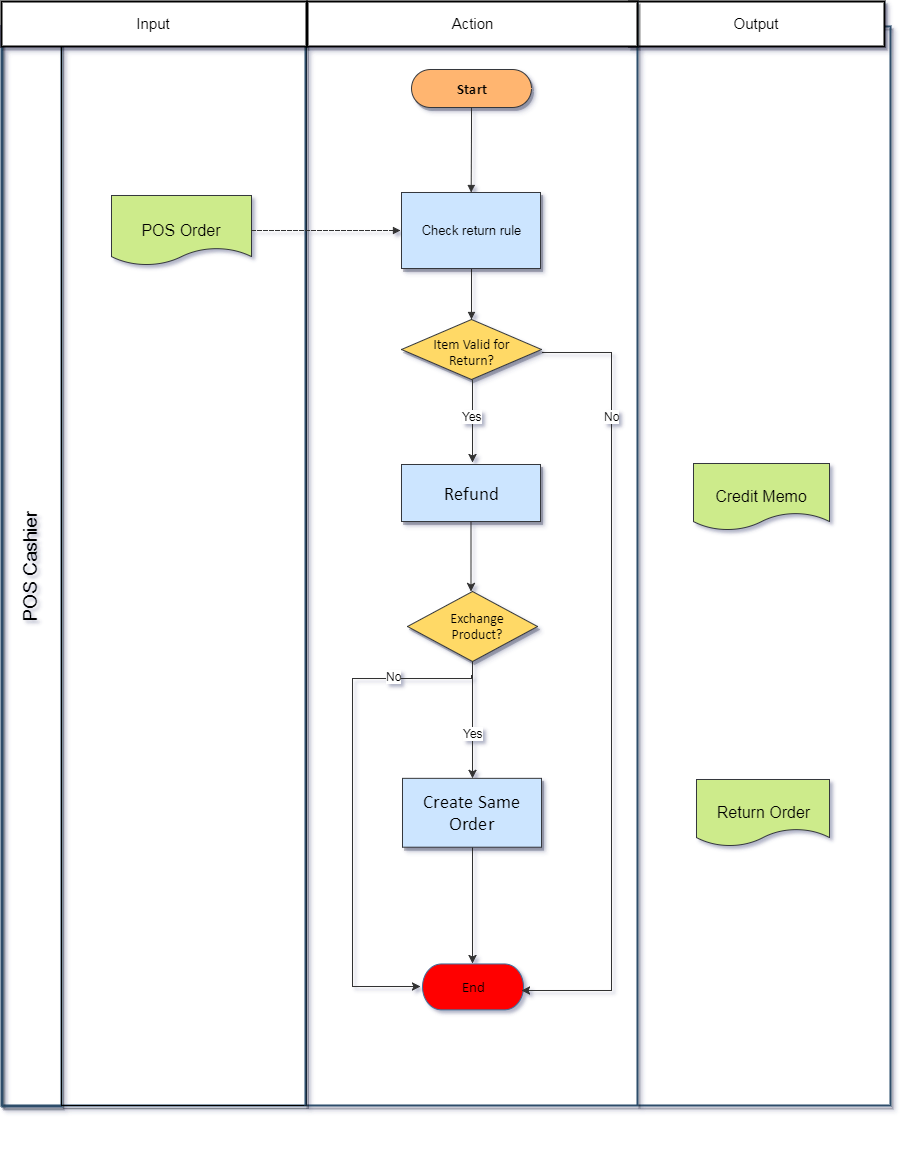 Input
Action
Output
Start
POS Order
Check return rule
Item Valid for
Return?
Yes
No
Refund
Credit Memo
POS Cashier
Exchange
Product?
No
Yes
Create Same
Order
Return Order
End